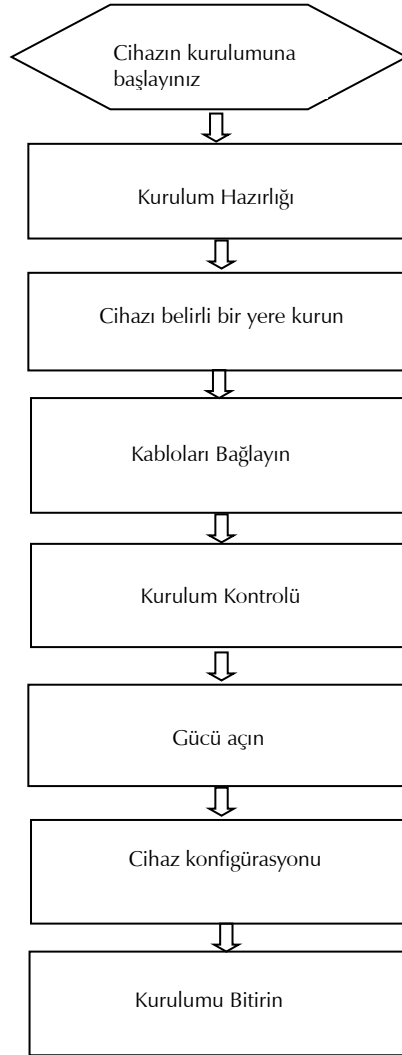 Cihazın kurulumuna
başlayınız
Kurulum Hazırlığı
Cihazı belirli bir yere kurun
Kabloları Bağlayın
Kurulum Kontrolü
Gücü açın
Cihaz konfigürasyonu
Kurulumu Bitirin